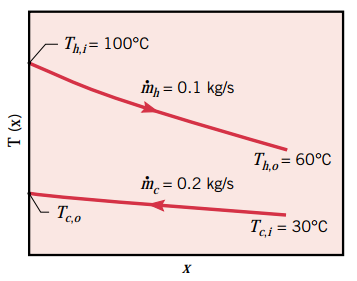 T_{h,i} = 100°C
ṁ_h = 0.1 kg/s
T (x)
T_{h,o} = 60°C
ṁ_c = 0.2 kg/s
T_{c,o}
T_{c,i} = 30°C
x